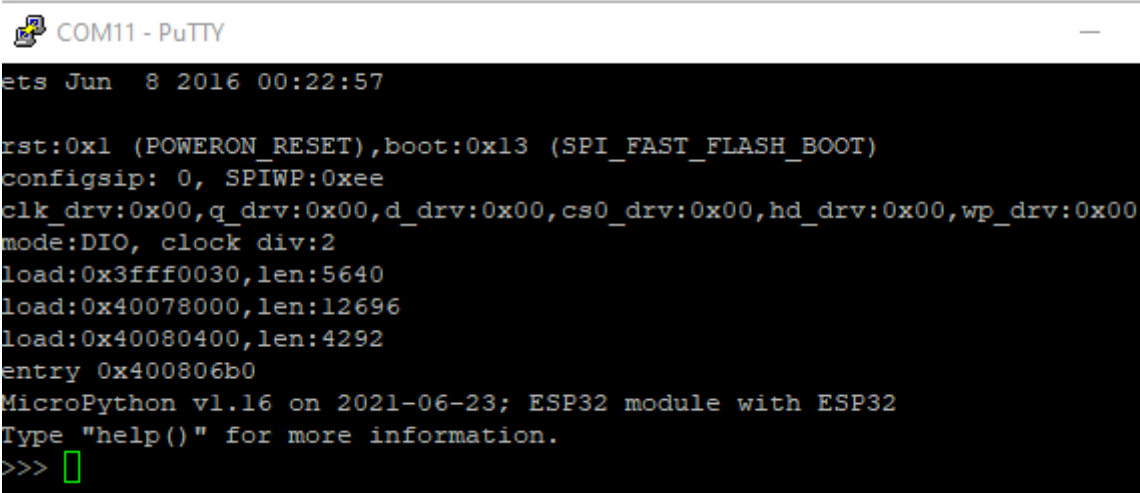 COM11 - PuTTY
ets Jun  8 2016 00:22:57
rst:0x1 (POWERON_RESET),boot:0x13 (SPI_FAST_FLASH_BOOT)
configsip: 0, SPIWP:0xee
clk_drv:0x00,q_drv:0x00,d_drv:0x00,cs0_drv:0x00,hd_drv:0x00,wp_drv:0x00
mode:DIO, clock div:2
load:0x3fff0030,len:5640
load:0x40078000,len:12696
load:0x40080400,len:4292
entry 0x400806b0
MicroPython v1.16 on 2021-06-23; ESP32 module with ESP32
Type "help()" for more information.
>>>